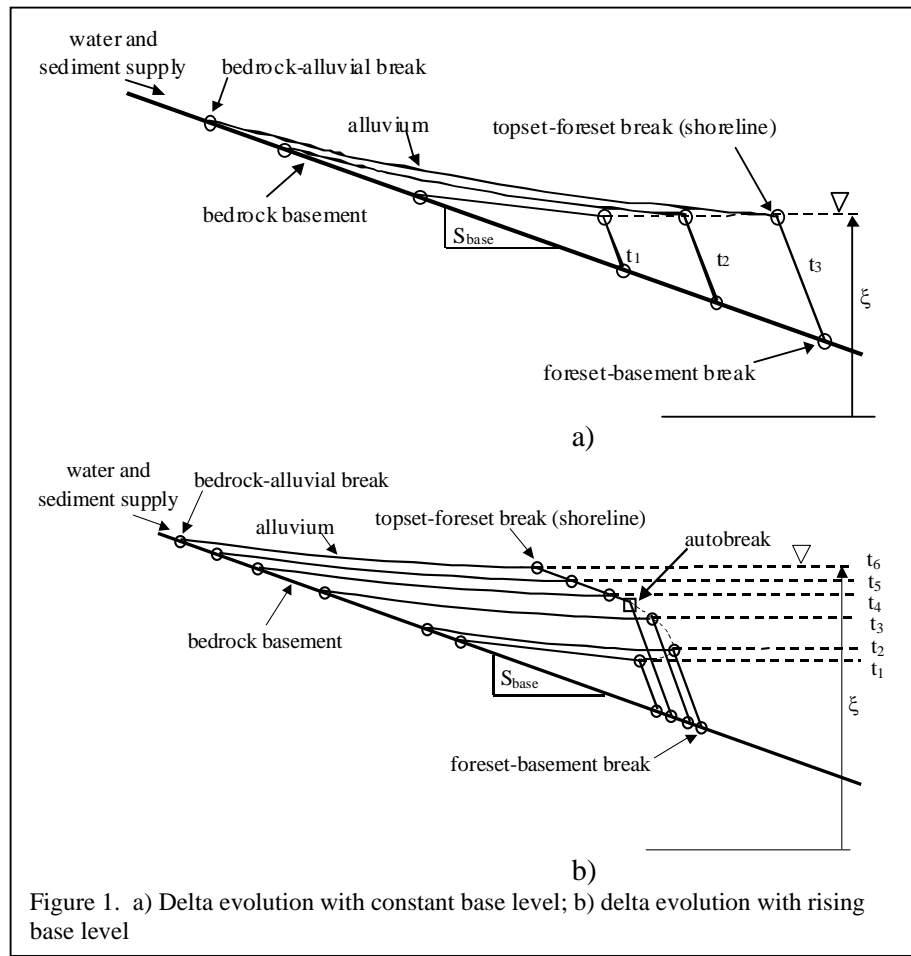 water and
sediment supply
bedrock-alluvial break
alluvium
topset-foreset break (shoreline)
bedrock basement
Sbase
t1
t2
t3
ξ
foreset-basement break
a)
water and
sediment supply
bedrock-alluvial break
alluvium
topset-foreset break (shoreline)
autobreak
t6
t5
t4
t3
t2
t1
bedrock basement
Sbase
ξ
foreset-basement break
b)
Figure 1. a) Delta evolution with constant base level; b) delta evolution with rising
base level